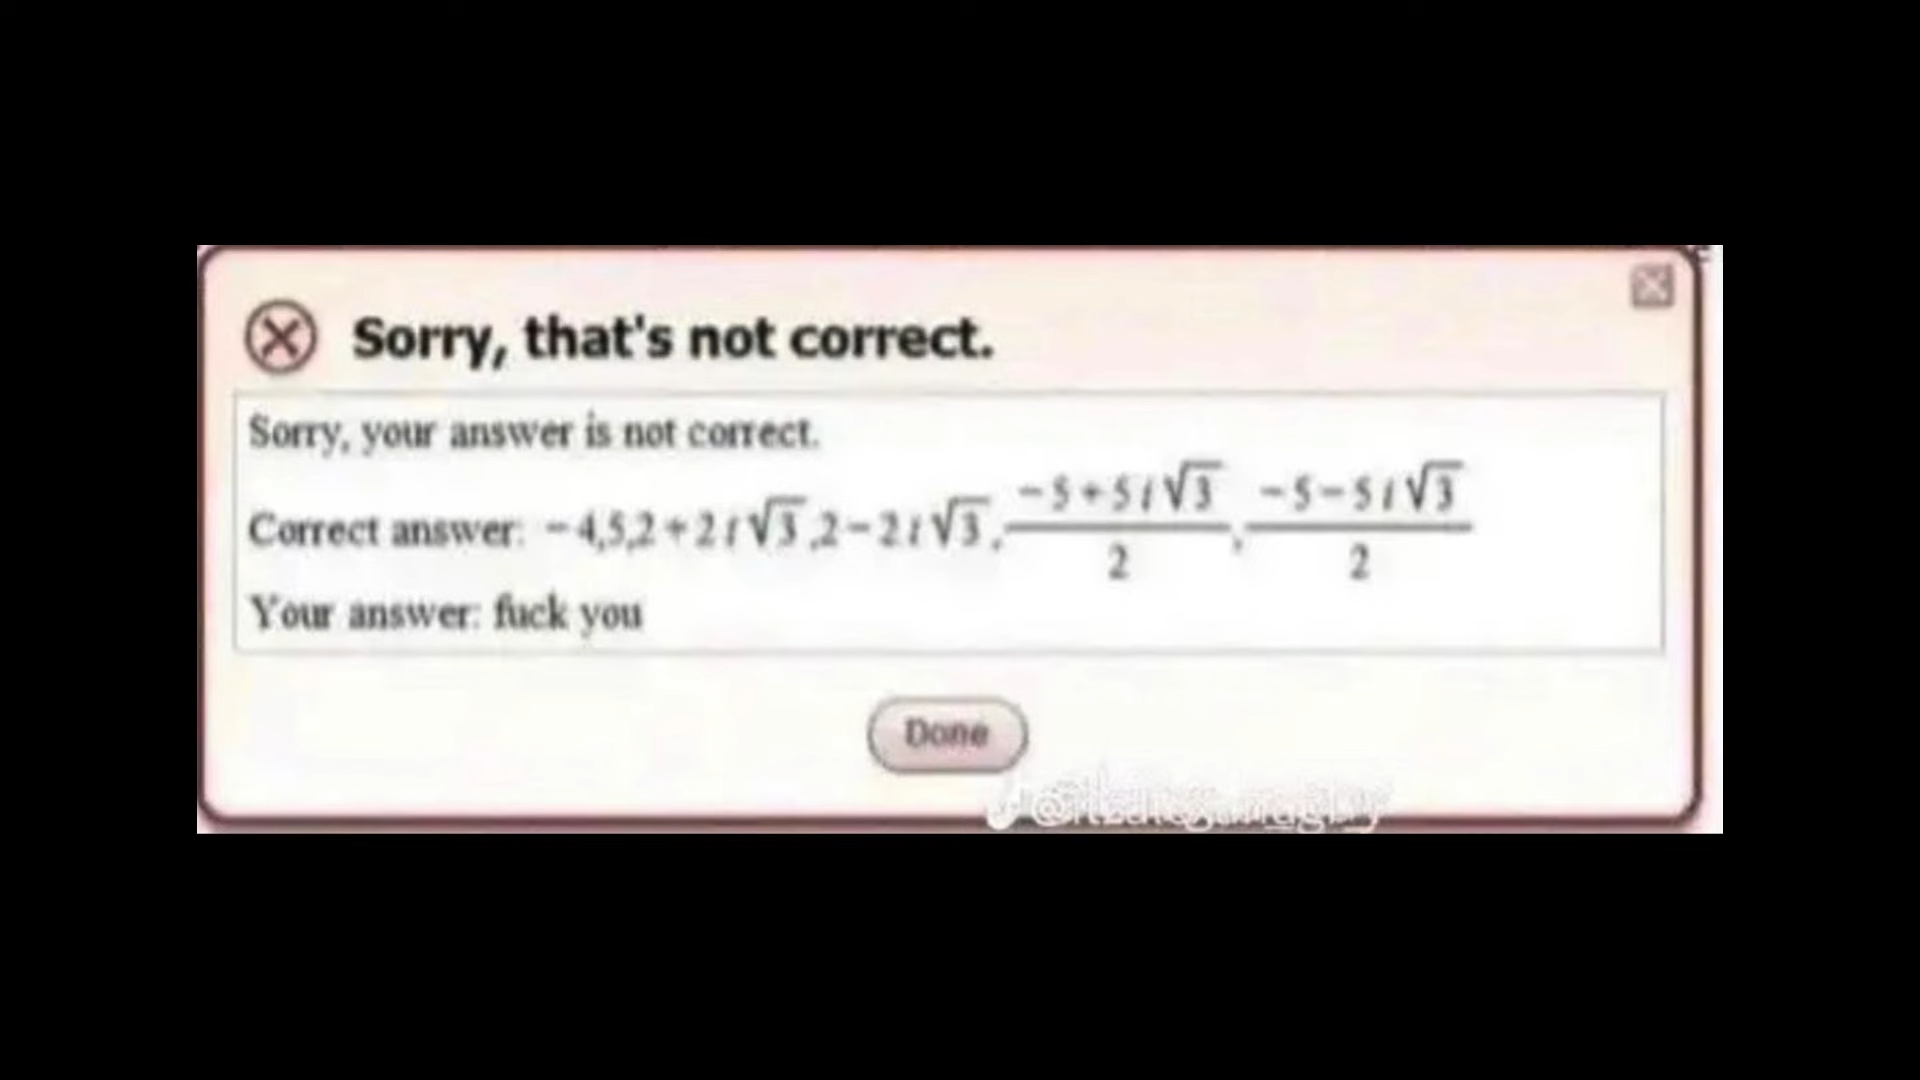 Sorry, that's not correct.
Sorry, your answer is not correct.
Correct answer: -4,5,2+2i√3,2-2i√3, (-5+5i√3)/2, (-5-5i√3)/2
Your answer: fuck you
Done